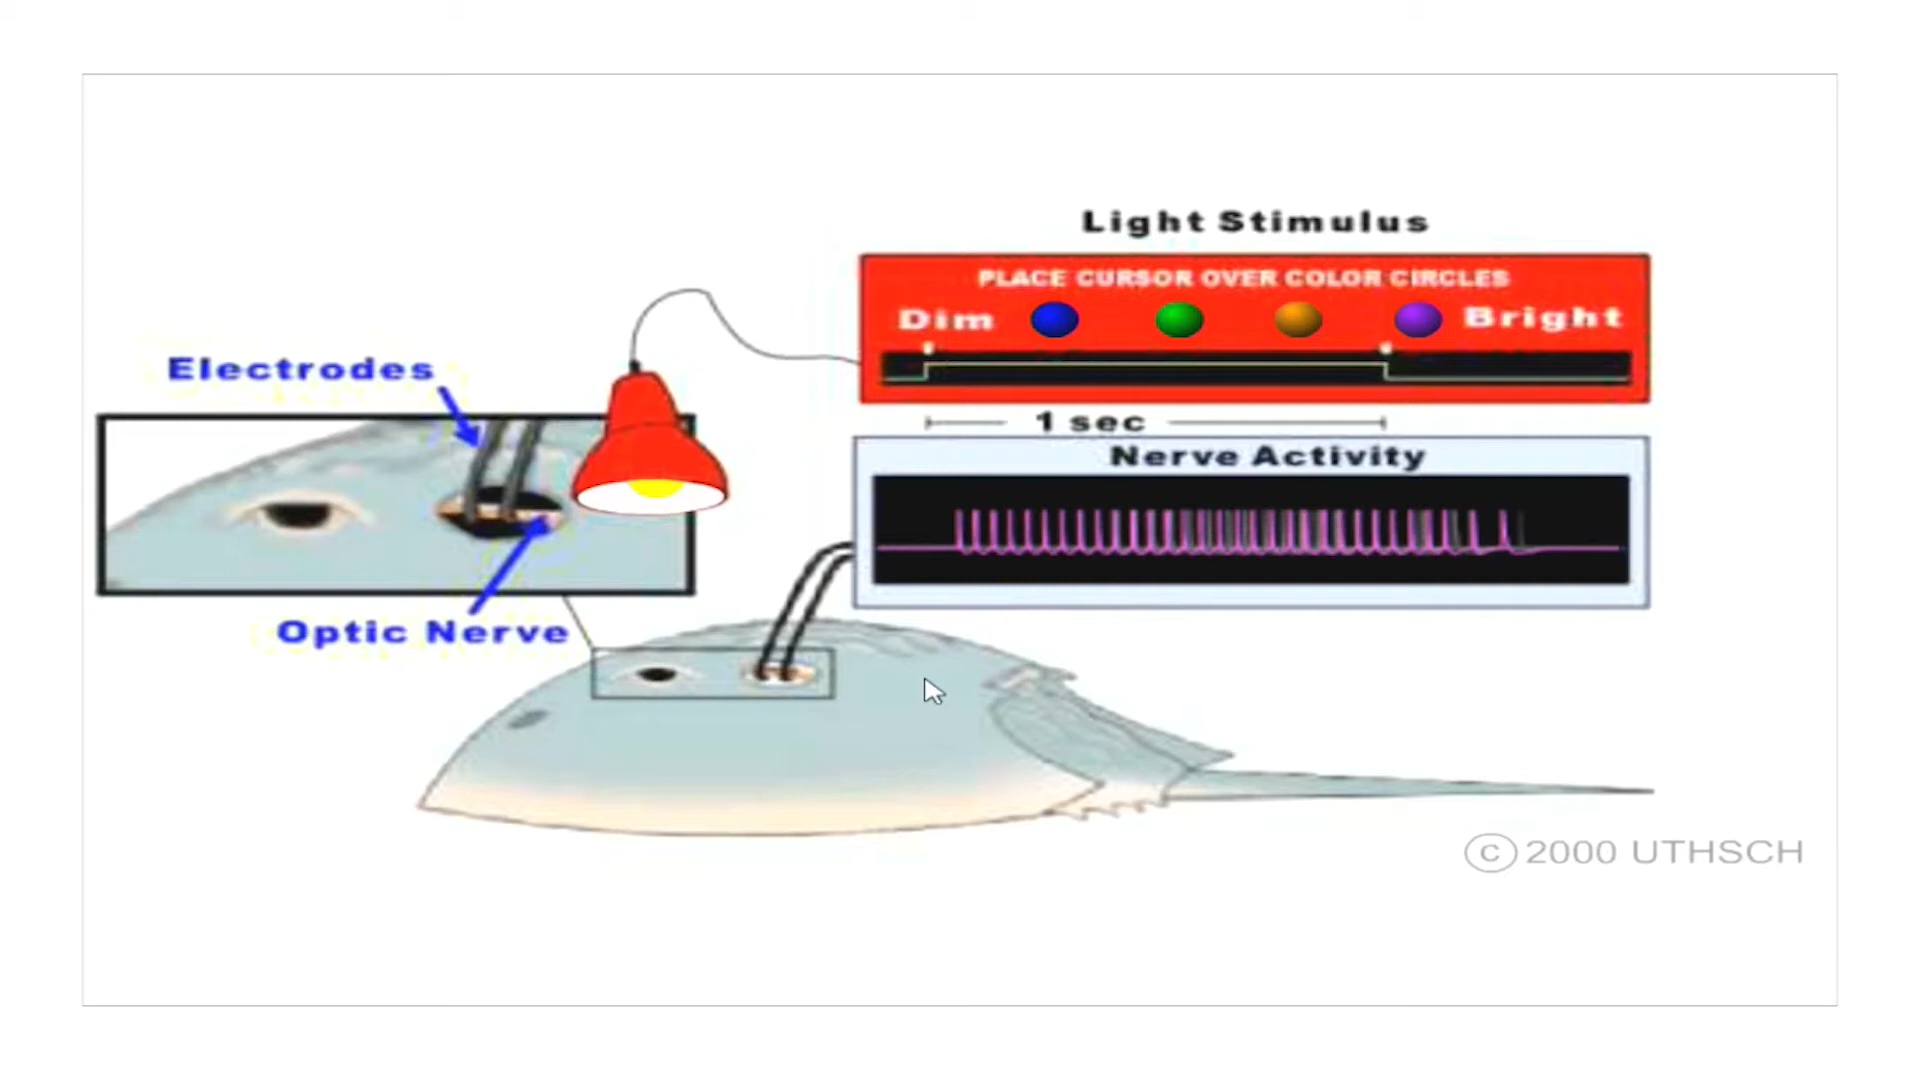 Light Stimulus
PLACE CURSOR OVER COLOR CIRCLES
Dim
Bright
1 sec
Nerve Activity
Electrodes
Optic Nerve
© 2000 UTHSCH